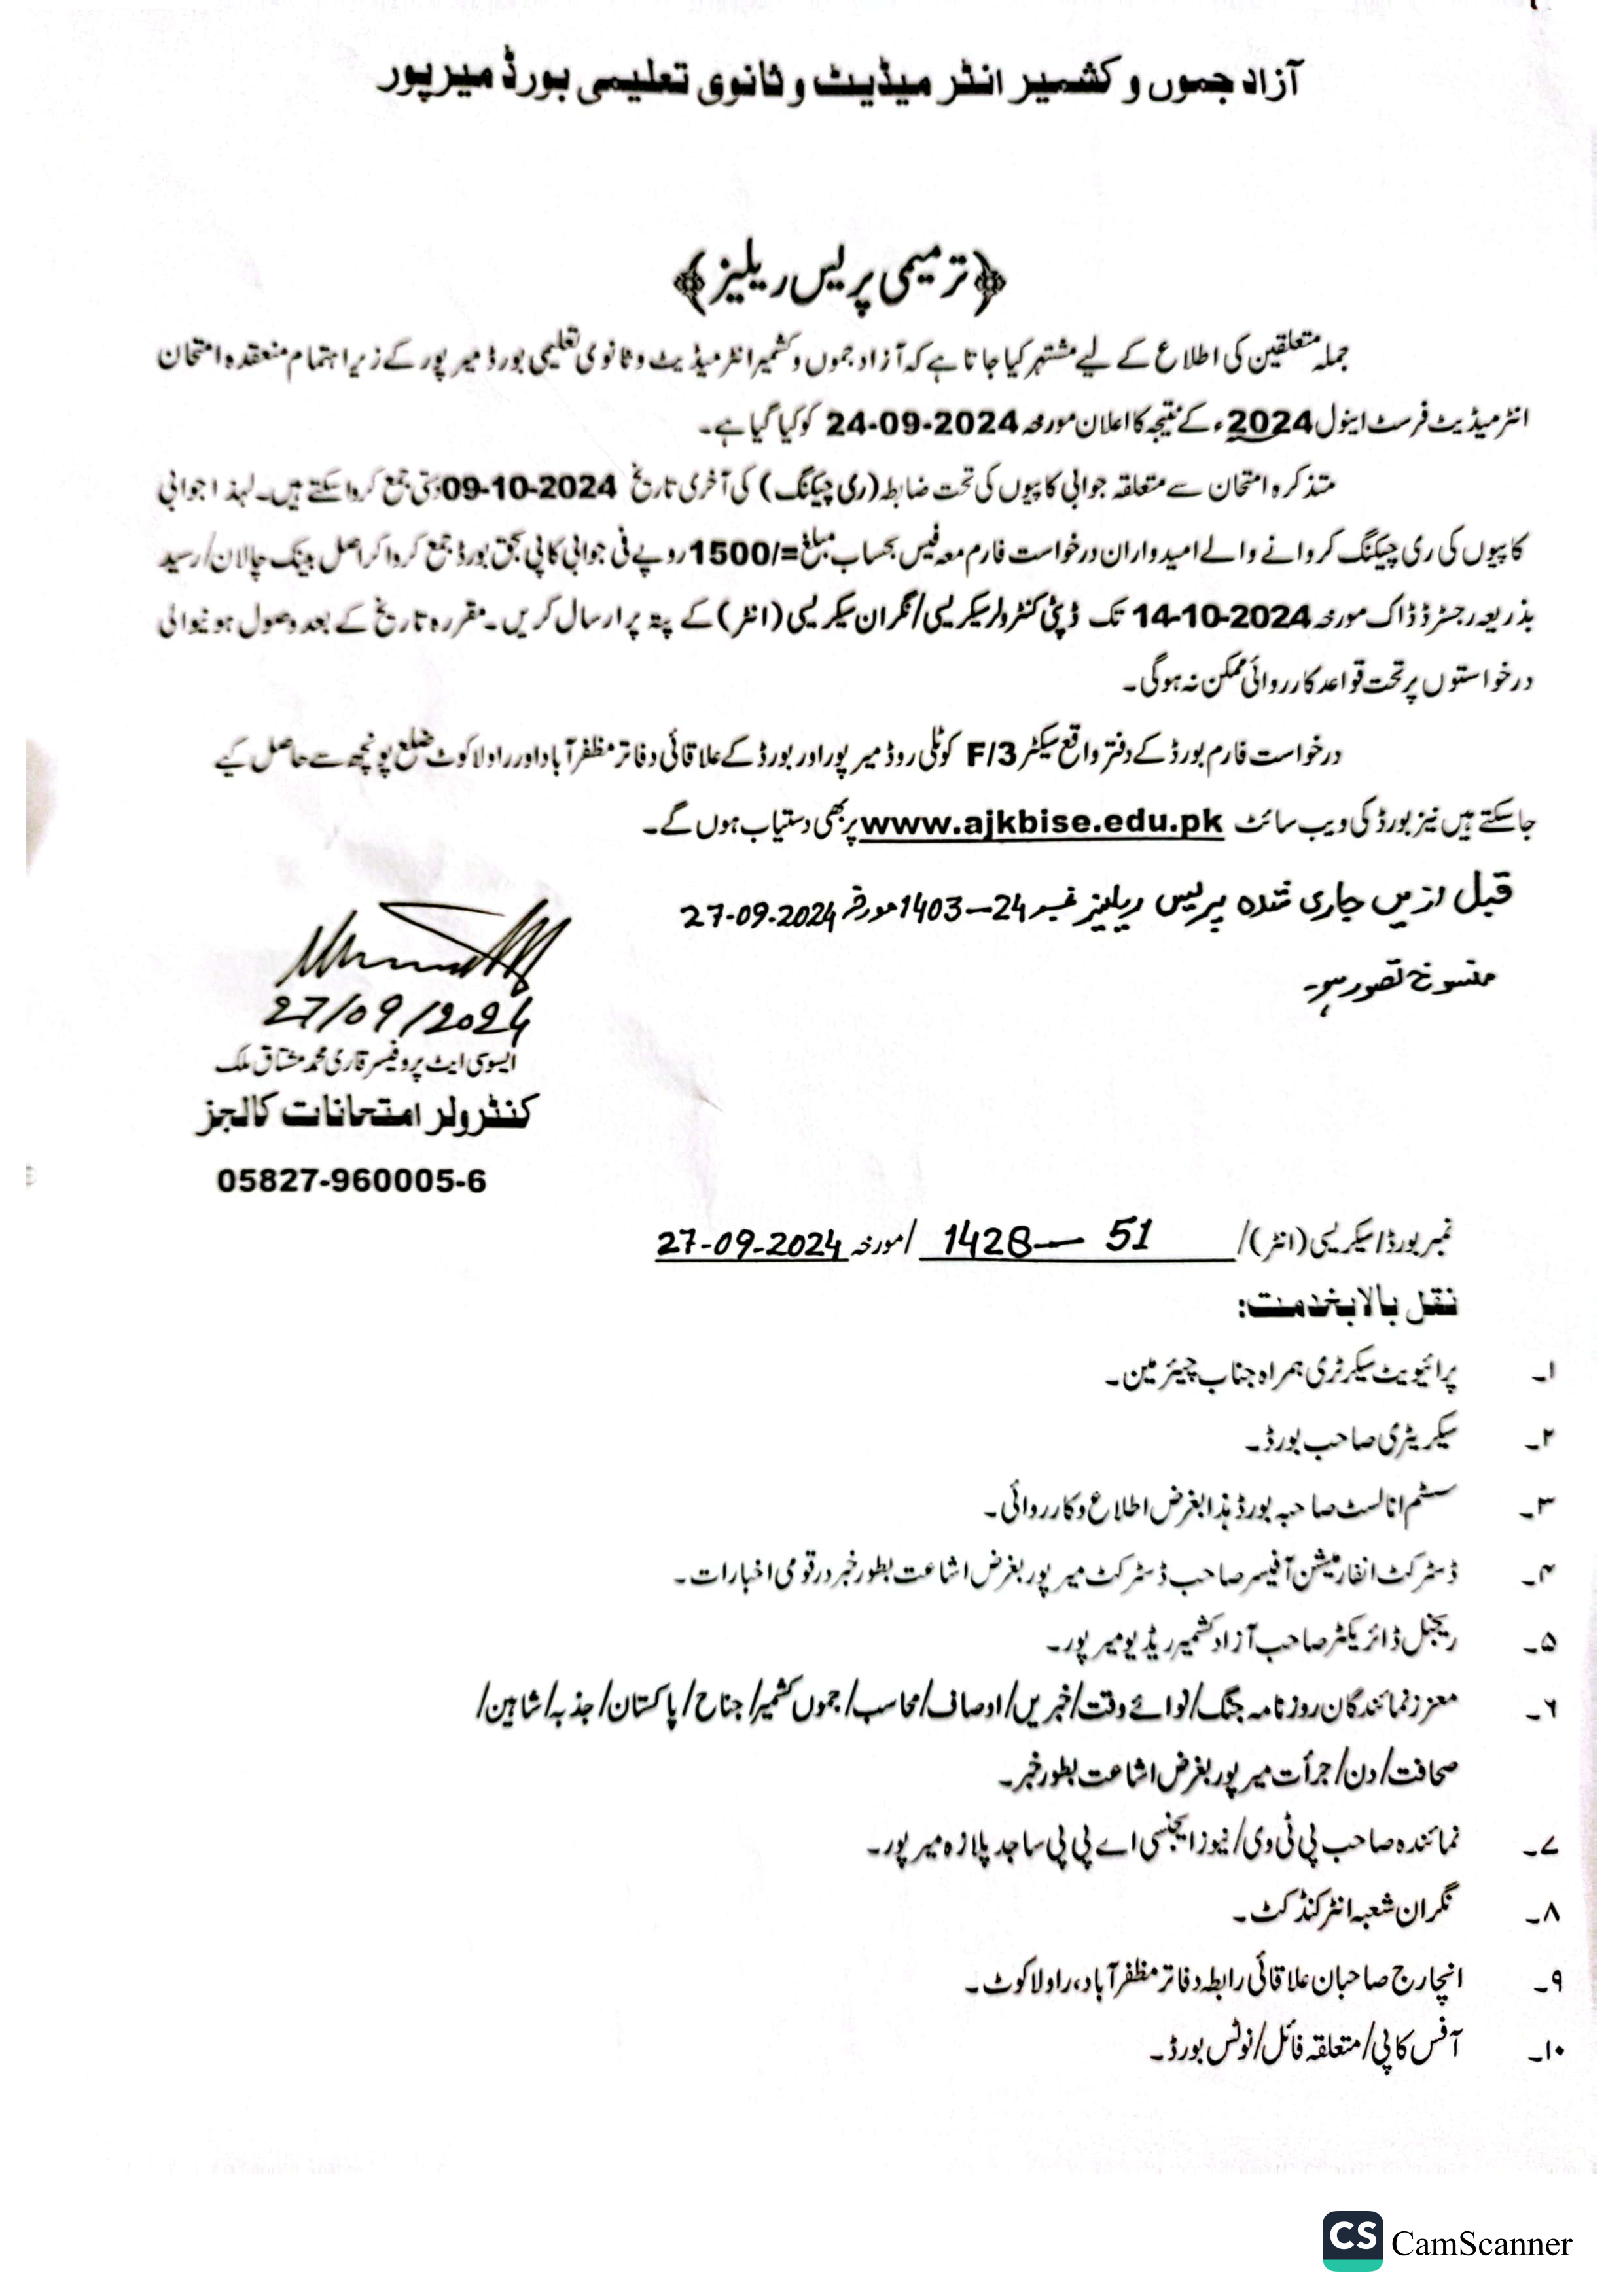 آزاد جموں و کشمیر انٹر میڈیٹ و ثانوی تعلیمی بورڈ میرپور
﴿ترمیمی پریس ریلیز﴾
جملہ متعلقین کی اطلاع کے لیے مشتہر کیا جاتا ہے کہ آزاد جموں و کشمیر انٹر میڈیٹ و ثانوی تعلیمی بورڈ میرپور کے زیر اہتمام منعقدہ امتحان
انٹر میڈیٹ فرسٹ اینول 2024ء کے نتیجہ کا اعلان مورخہ 24-09-2024 کو کیا گیا ہے۔
متذکرہ امتحان سے متعلقہ جوابی کاپیوں کی تحت ضابطہ (ری چیکنگ) کی آخری تاریخ 09-10-2024 دستی جمع کروا سکتے ہیں۔ لہذا جوابی
کاپیوں کی ری چیکنگ کروانے والے امیدواران درخواست فارم معہ فیس بحساب مبلغ =/1500 روپے فی جوابی کاپی بحق بورڈ جمع کروا کر اصل بینک چالان/رسید
بذریعہ رجسٹرڈ ڈاک مورخہ 14-10-2024 تک ڈپٹی کنٹرولر سیکریسی/نگران سیکریسی (انٹر) کے پتہ پر ارسال کریں۔ مقررہ تاریخ کے بعد وصول ہونیوالی
درخواستوں پر تحت قواعد کارروائی ممکن نہ ہوگی۔
درخواست فارم بورڈ کے دفتر واقع سیکٹر F/3 کوٹلی روڈ میرپور اور بورڈ کے علاقائی دفاتر مظفرآباد اور راولاکوٹ ضلع پونچھ سے حاصل کیے
جاسکتے ہیں نیز بورڈ کی ویب سائٹ www.ajkbise.edu.pk پر بھی دستیاب ہوں گے۔
قبل ازیں جاری شدہ پریس ریلیز نمبر 24—1403 مورخہ 27-09-2024
منسوخ تصور ہو۔
27/09/2024
ایسوسی ایٹ پروفیسر قاری محمد مشتاق ملک
کنٹرولر امتحانات کالجز
05827-960005-6
نمبر بورڈ/سیکریسی (انٹر)/ 1428— 51 /مورخہ 27-09-2024
نقل بالا بخدمت:
۱۔ پرائیویٹ سیکرٹری ہمراہ جناب چیئرمین۔
۲۔ سیکریٹری صاحب بورڈ۔
۳۔ سسٹم انالسٹ صاحبہ بورڈ ہذا بغرض اطلاع و کارروائی۔
۴۔ ڈسٹرکٹ انفارمیشن آفیسر صاحب ڈسٹرکٹ میرپور بغرض اشاعت بطور خبر در قومی اخبارات۔
۵۔ ریجنل ڈائریکٹر صاحب آزاد کشمیر ریڈیو میرپور۔
۶۔ معزز نمائندگان روزنامہ جنگ/نوائے وقت/خبریں/اوصاف/محاسب/جموں کشمیر/جناح/پاکستان/جذبہ/شاہین/
صحافت/دن/جرأت میرپور بغرض اشاعت بطور خبر۔
۷۔ نمائندہ صاحب پی ٹی وی/نیوز ایجنسی اے پی پی ساجد پلازہ میرپور۔
۸۔ نگران شعبہ انٹر کنڈکٹ۔
۹۔ انچارج صاحبان علاقائی رابطہ دفاتر مظفرآباد، راولاکوٹ۔
۱۰۔ آفس کاپی/متعلقہ فائل/نوٹس بورڈ۔
CS CamScanner